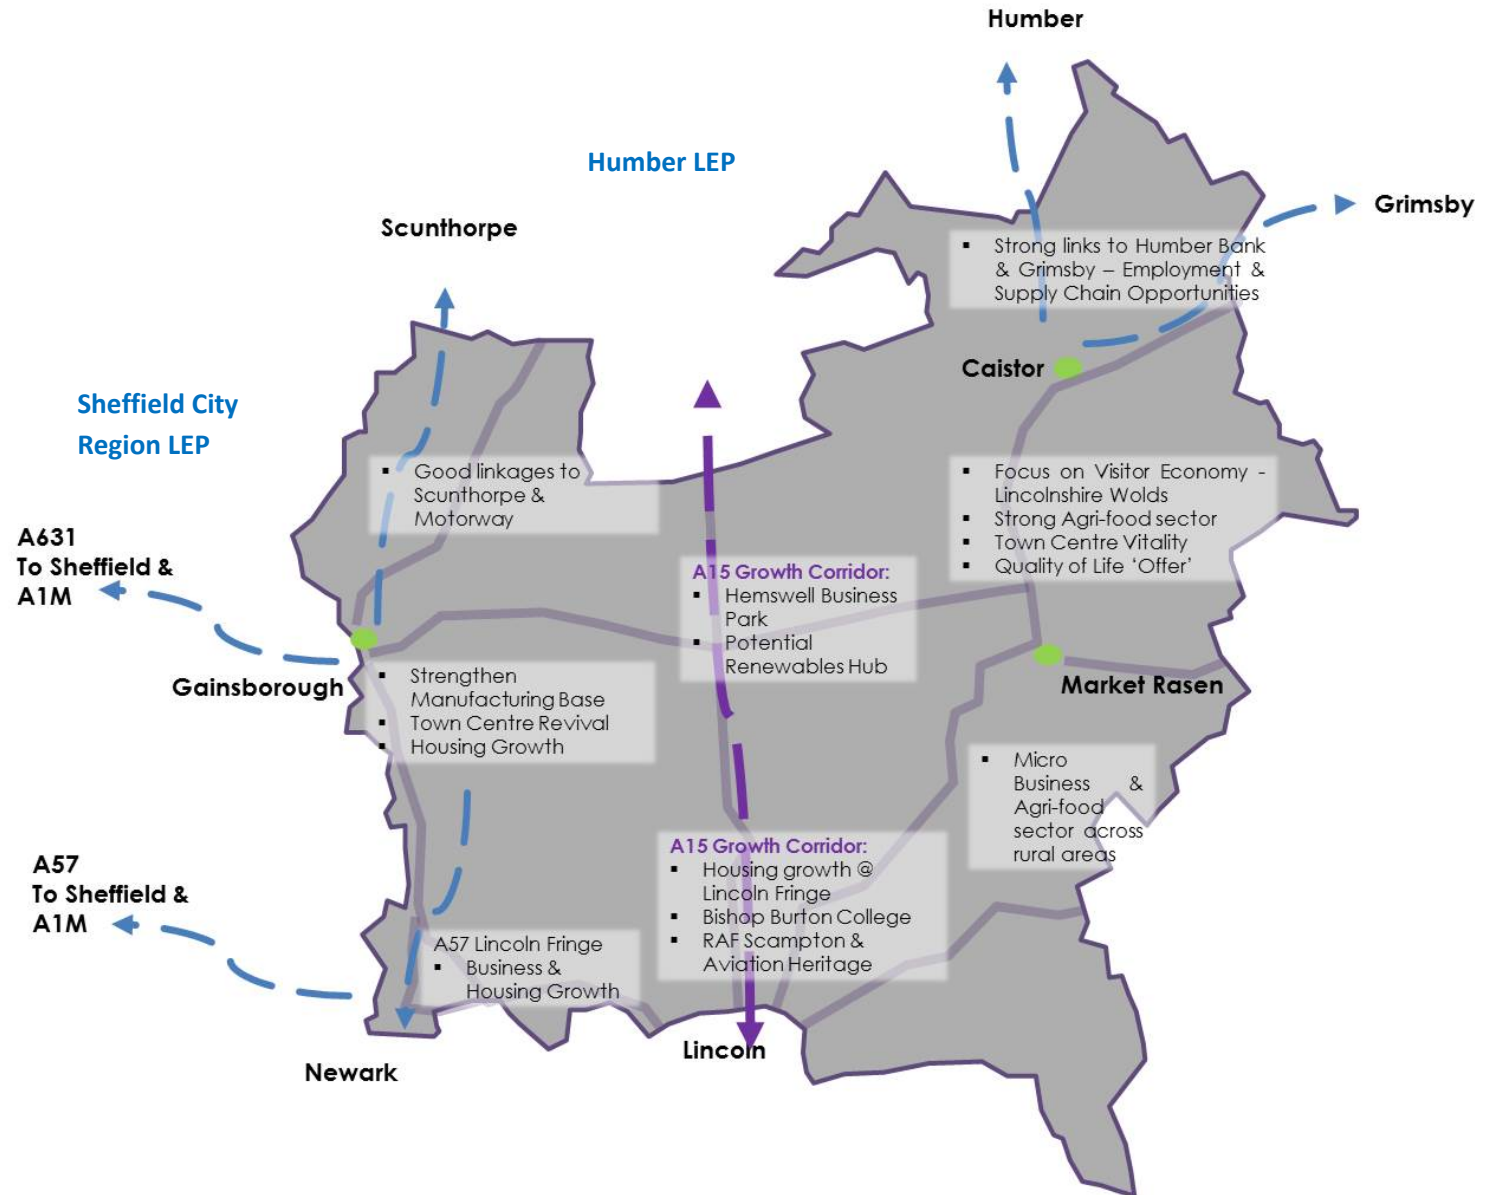 Humber
Humber LEP
Grimsby
Scunthorpe
▪ Strong links to Humber Bank
& Grimsby – Employment &
Supply Chain Opportunities
Caistor
Sheffield City
Region LEP
▪ Good linkages to
Scunthorpe &
Motorway
▪ Focus on Visitor Economy -
Lincolnshire Wolds
▪ Strong Agri-food sector
▪ Town Centre Vitality
▪ Quality of Life ‘Offer’
A631
To Sheffield &
A1M
A15 Growth Corridor:
▪ Hemswell Business
Park
▪ Potential
Renewables Hub
Gainsborough
Market Rasen
▪ Strengthen
Manufacturing Base
▪ Town Centre Revival
▪ Housing Growth
▪ Micro
Business &
Agri-food
sector across
rural areas
A57
To Sheffield &
A1M
A15 Growth Corridor:
▪ Housing growth @
Lincoln Fringe
▪ Bishop Burton College
▪ RAF Scampton &
Aviation Heritage
A57 Lincoln Fringe
▪ Business &
Housing Growth
Lincoln
Newark